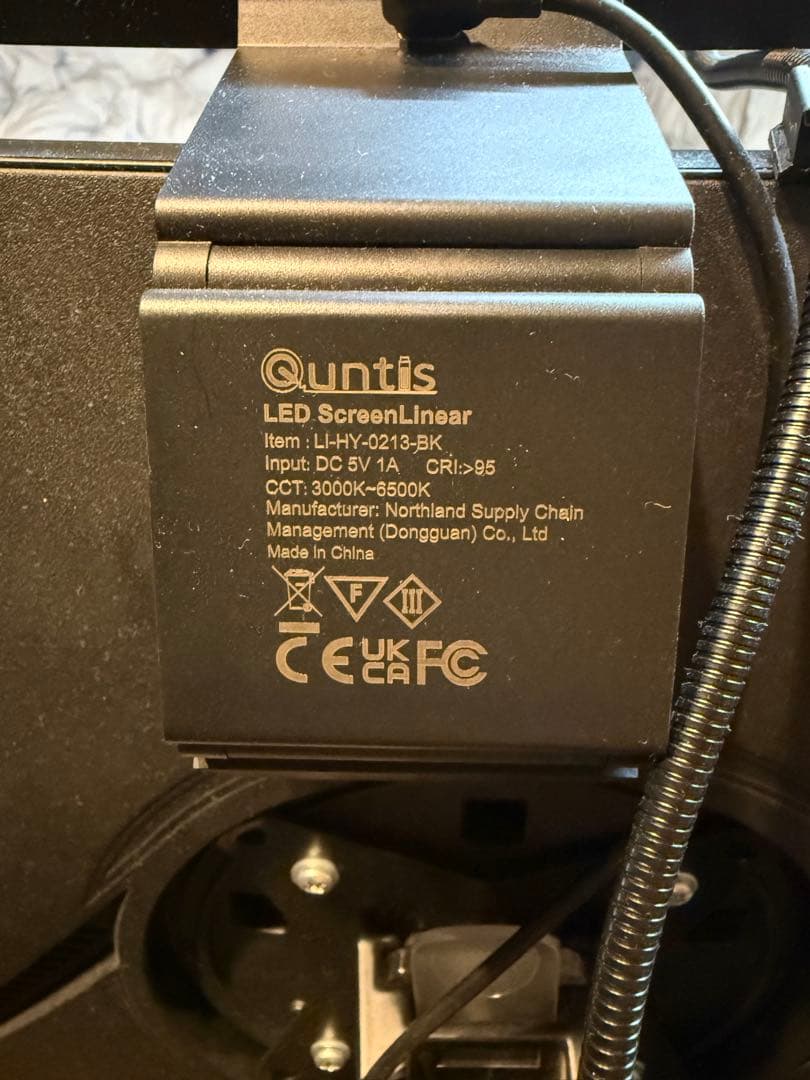 Quntis
LED ScreenLinear
Item : LI-HY-0213-BK
Input: DC 5V 1A CRI:>95
CCT: 3000K~6500K
Manufacturer: Northland Supply Chain
Management (Dongguan) Co., Ltd
Made in China
F III
CE UK CA FC